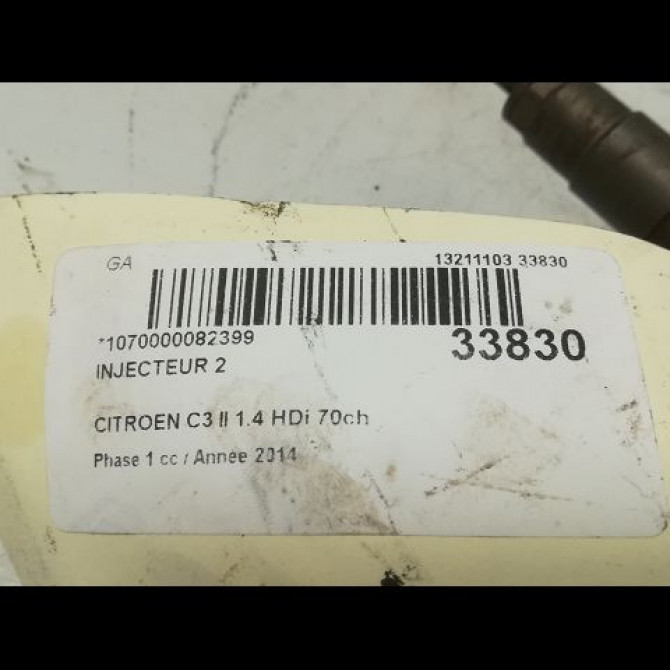 GA 13211103 33830
*1070000082399 33830
INJECTEUR 2
CITROEN C3 II 1.4 HDi 70ch
Phase 1 cc / Année 2014